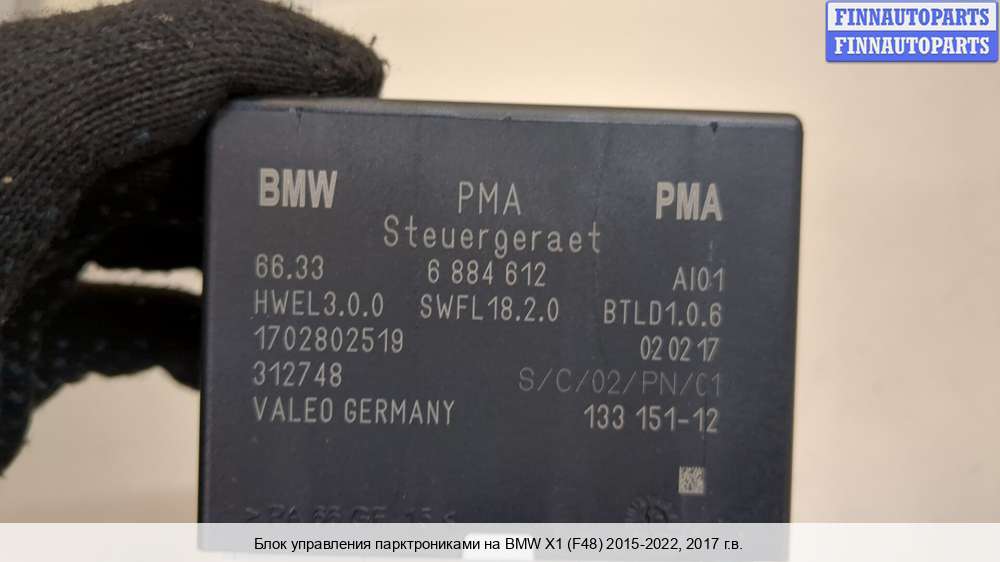 FINNAUTOPARTS
FINNAUTOPARTS
BMW PMA PMA
Steuergeraet
66.33 6 884 612 AI01
HWEL3.0.0 SWFL18.2.0 BTLD1.0.6
1702802519 02 02 17
312748 S/C/02/PN/C1
VALEO GERMANY 133 151-12
Блок управления парктрониками на BMW X1 (F48) 2015-2022, 2017 г.в.